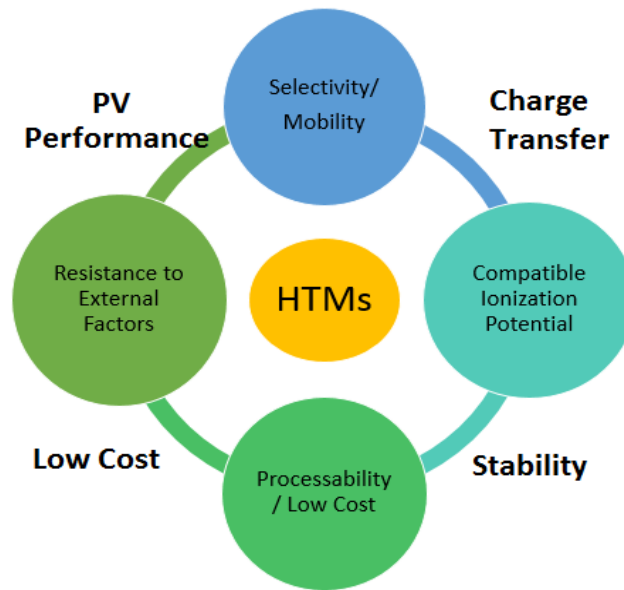 Selectivity/
Mobility
PV
Performance
Charge
Transfer
Resistance to
External
Factors
HTMs
Compatible
Ionization
Potential
Low Cost
Processability
/ Low Cost
Stability